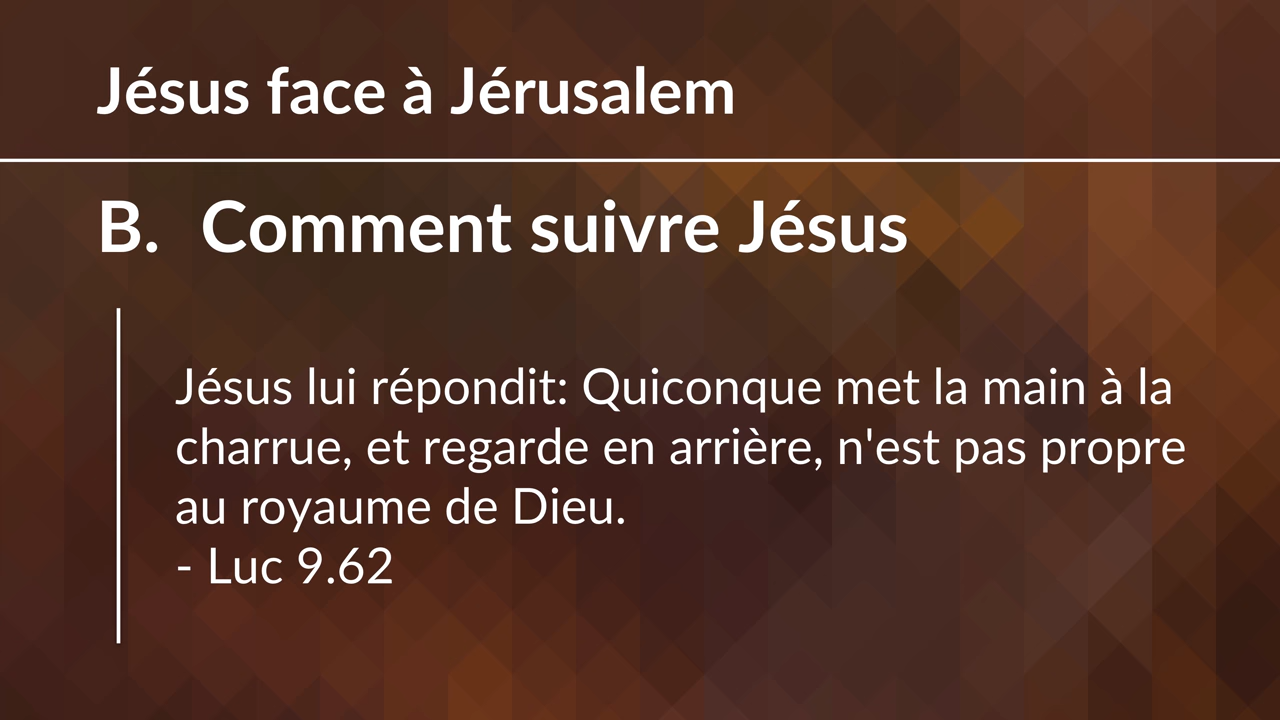 Jésus face à Jérusalem
B. Comment suivre Jésus
Jésus lui répondit: Quiconque met la main à la
charrue, et regarde en arrière, n'est pas propre
au royaume de Dieu.
- Luc 9.62